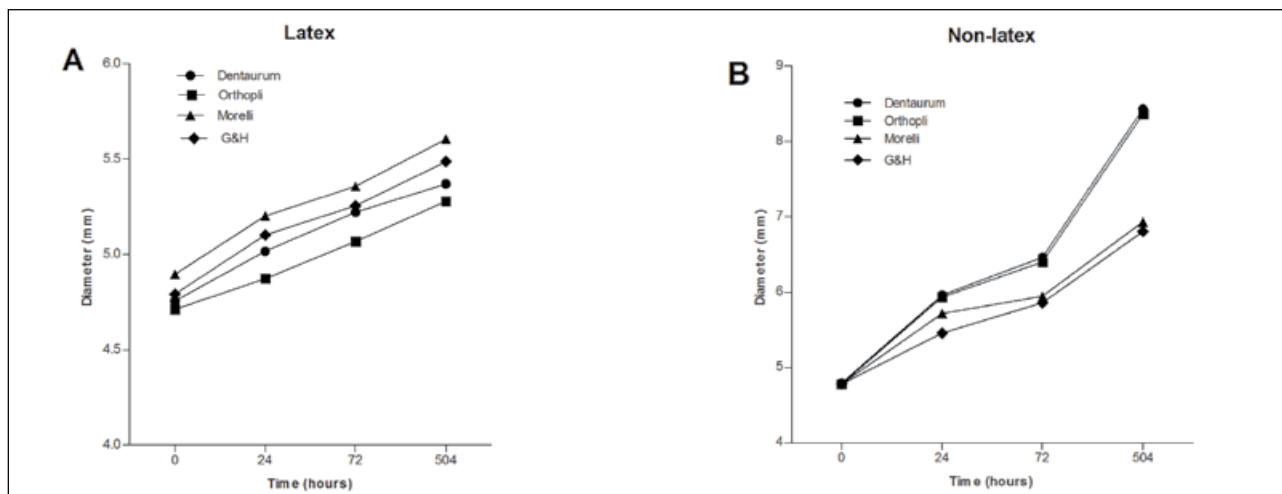 Latex
A
Dentaurum
Orthopli
Morelli
G&H
6.0
5.5
5.0
4.5
4.0
Diameter (mm)
0 24 72 504
Time (hours)
Non-latex
B
Dentaurum
Orthopli
Morelli
G&H
9
8
7
6
5
4
Diameter (mm)
0 24 72 504
Time (hours)